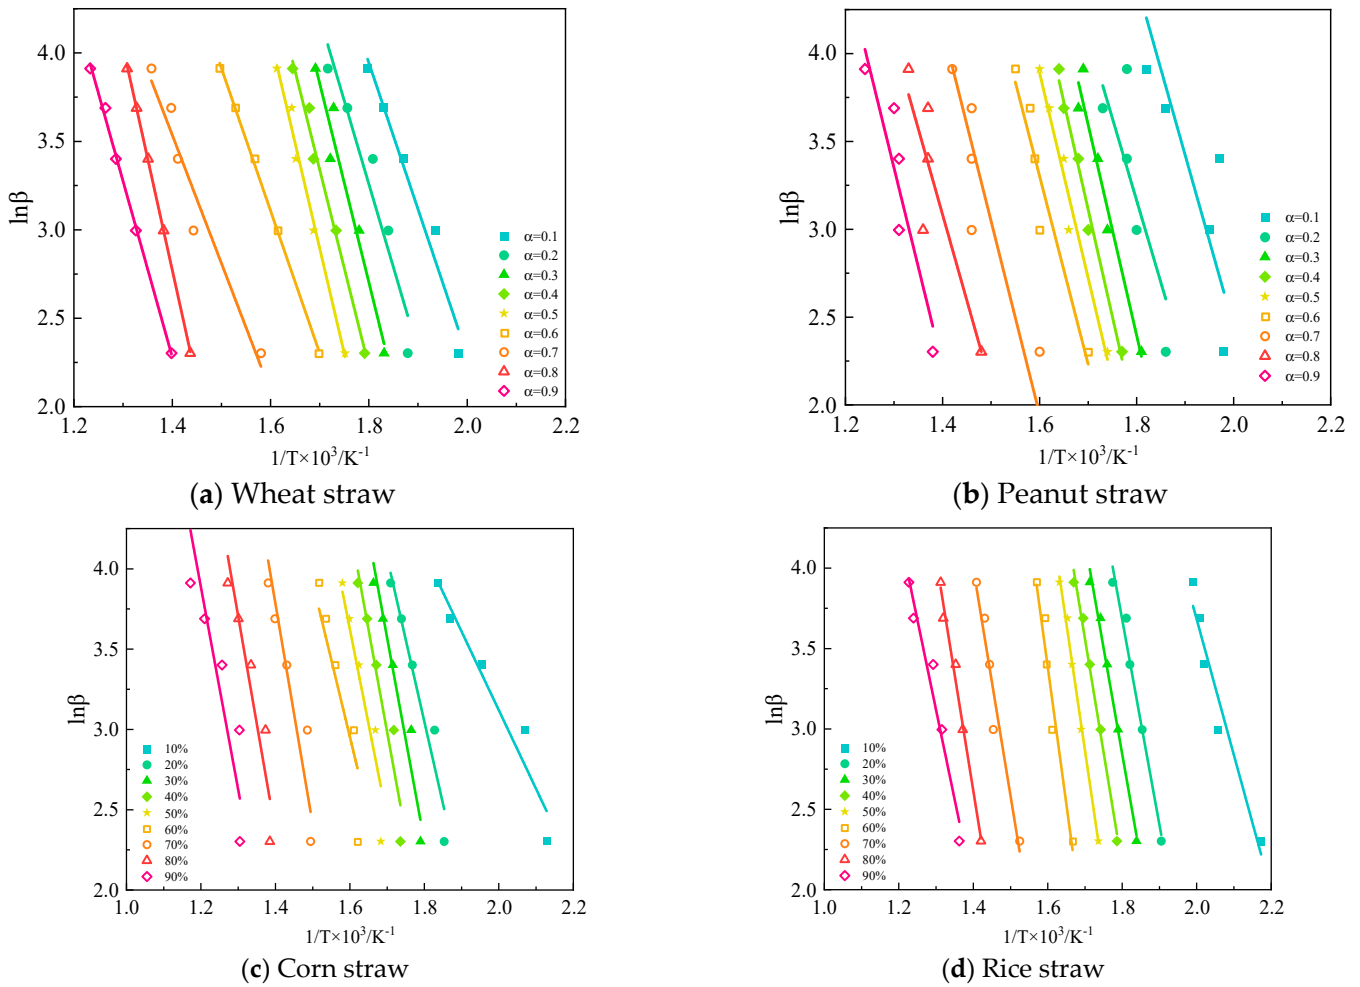 4.0
3.5
3.0
2.5
2.0
lnβ
α=0.1
α=0.2
α=0.3
α=0.4
α=0.5
α=0.6
α=0.7
α=0.8
α=0.9
1.2 1.4 1.6 1.8 2.0 2.2
1/T×10³/K⁻¹
(a) Wheat straw
4.0
3.5
3.0
2.5
2.0
lnβ
α=0.1
α=0.2
α=0.3
α=0.4
α=0.5
α=0.6
α=0.7
α=0.8
α=0.9
1.2 1.4 1.6 1.8 2.0 2.2
1/T×10³/K⁻¹
(b) Peanut straw
4.0
3.5
3.0
2.5
2.0
lnβ
10%
20%
30%
40%
50%
60%
70%
80%
90%
1.0 1.2 1.4 1.6 1.8 2.0 2.2
1/T×10³/K⁻¹
(c) Corn straw
4.0
3.5
3.0
2.5
2.0
lnβ
10%
20%
30%
40%
50%
60%
70%
80%
90%
1.0 1.2 1.4 1.6 1.8 2.0 2.2
1/T×10³/K⁻¹
(d) Rice straw